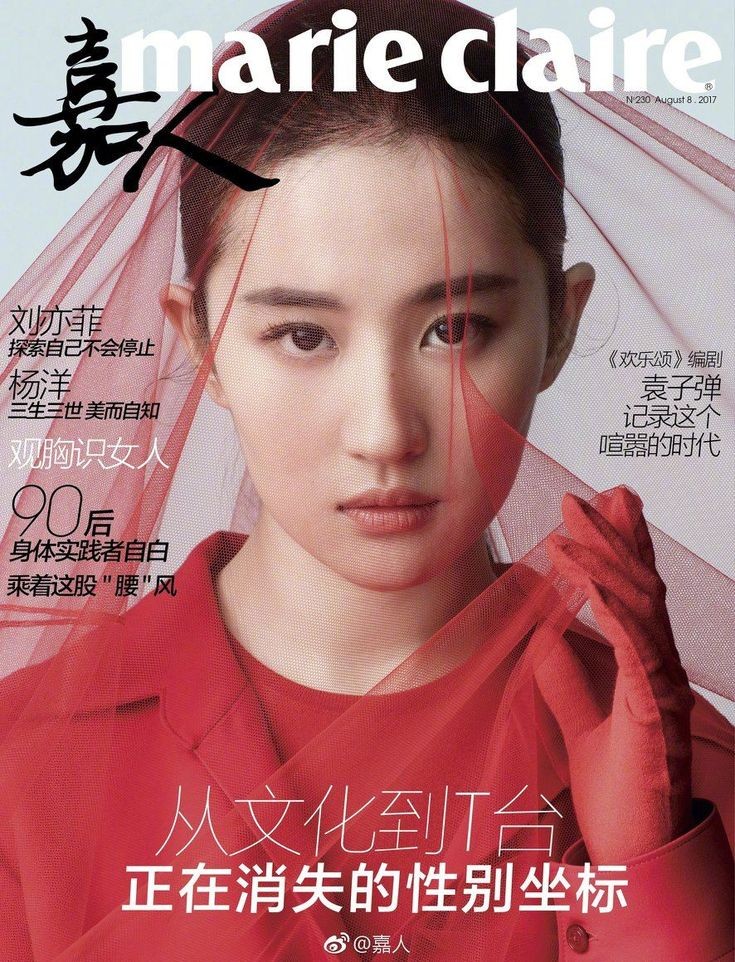 marie claire
嘉人
®
N°230 August 8 . 2017
刘亦菲
探索自己不会停止
杨洋
三生三世 美而自知
观胸识女人
90后
身体实践者自白
乘着这股"腰"风
《欢乐颂》编剧
袁子弹
记录这个
喧嚣的时代
从文化到T台
正在消失的性别坐标
@嘉人